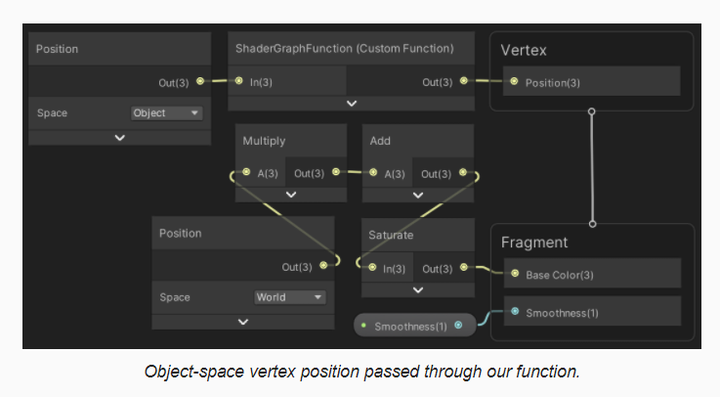 Position
Out(3)
Space
Object
ShaderGraphFunction (Custom Function)
In(3)
Out(3)
Vertex
Position(3)
Multiply
A(3)
Out(3)
Add
A(3)
Out(3)
Position
Out(3)
Space
World
Saturate
In(3)
Out(3)
Smoothness(1)
Fragment
Base Color(3)
Smoothness(1)
Object-space vertex position passed through our function.